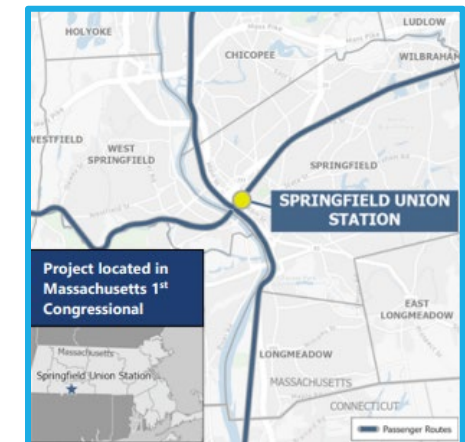 LUDLOW
HOLYOKE
CHICOPEE
WILBRAHAM
WESTFIELD
WEST
SPRINGFIELD
SPRINGFIELD
SPRINGFIELD UNION
STATION
Project located in
Massachusetts 1st
Congressional
EAST
LONGMEADOW
Massachusetts
Springfield Union Station
LONGMEADOW
MASSACHUSETTS
CONNECTICUT
Passenger Routes